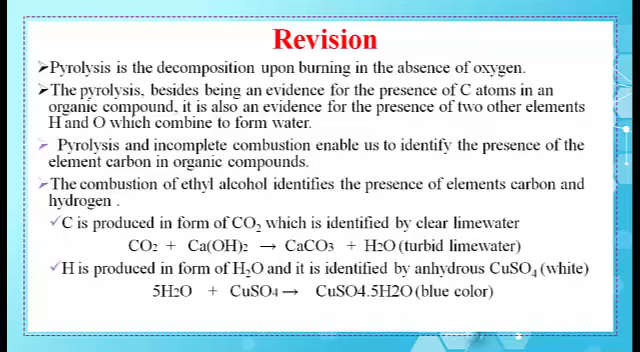 Revision
➢Pyrolysis is the decomposition upon burning in the absence of oxygen.
➢The pyrolysis, besides being an evidence for the presence of C atoms in an
organic compound, it is also an evidence for the presence of two other elements
H and O which combine to form water.
➢ Pyrolysis and incomplete combustion enable us to identify the presence of the
element carbon in organic compounds.
➢The combustion of ethyl alcohol identifies the presence of elements carbon and
hydrogen .
✓C is produced in form of CO₂ which is identified by clear limewater
CO2 + Ca(OH)2 → CaCO3 + H2O (turbid limewater)
✓H is produced in form of H₂O and it is identified by anhydrous CuSO₄ (white)
5H2O + CuSO4 → CuSO4.5H2O (blue color)